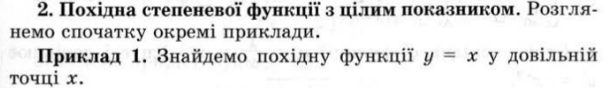 2. Похідна степеневої функції з цілим показником. Розгля-
немо спочатку окремі приклади.
Приклад 1. Знайдемо похідну функції y = x у довільній
точці x.